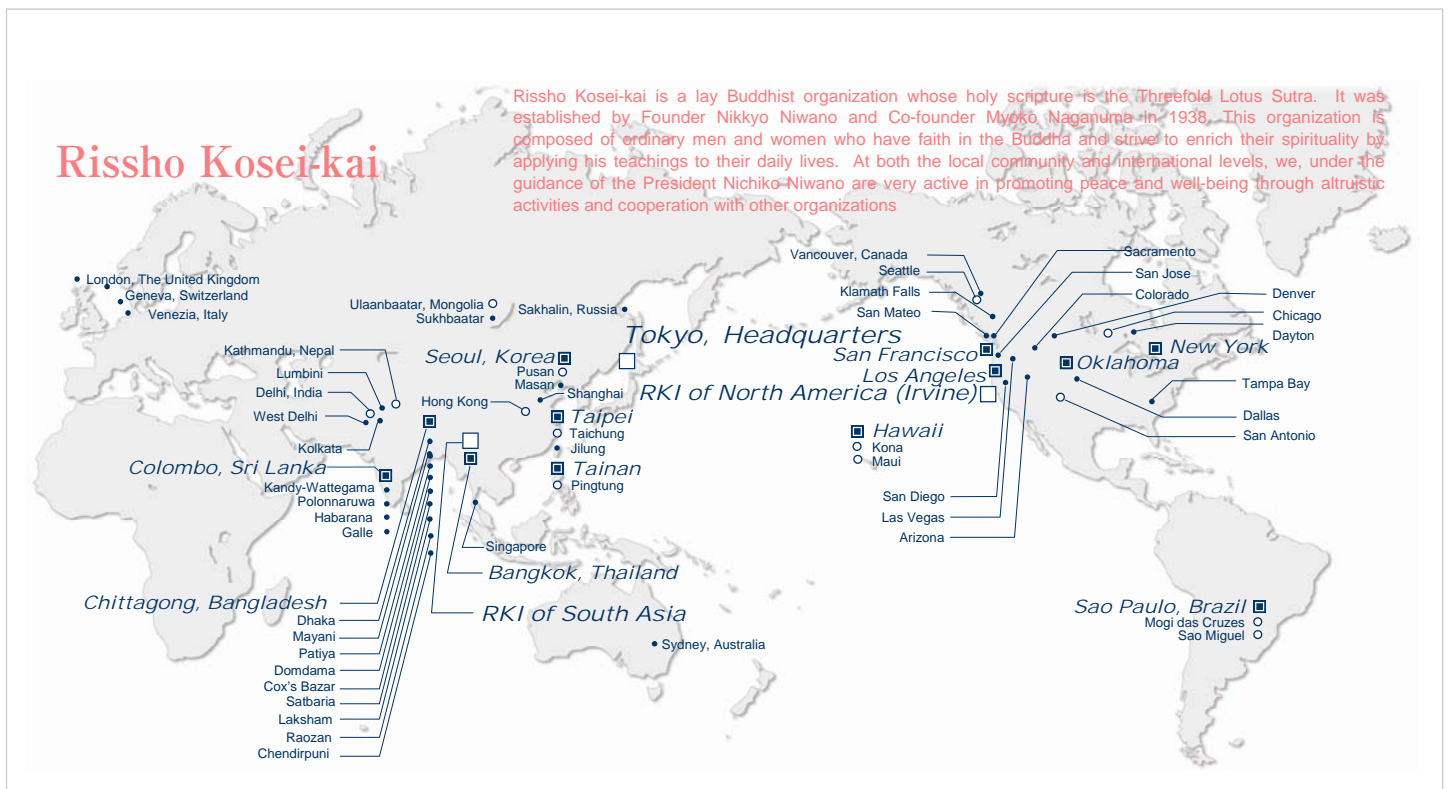 Rissho Kosei-kai is a lay Buddhist organization whose holy scripture is the Threefold Lotus Sutra. It was
established by Founder Nikkyo Niwano and Co-founder Myoko Naganuma in 1938. This organization is
composed of ordinary men and women who have faith in the Buddha and strive to enrich their spirituality by
applying his teachings to their daily lives. At both the local community and international levels, we, under the
guidance of the President Nichiko Niwano are very active in promoting peace and well-being through altruistic
activities and cooperation with other organizations
Rissho Kosei-kai
London, The United Kingdom
Geneva, Switzerland
Venezia, Italy
Ulaanbaatar, Mongolia
Sukhbaatar
Sakhalin, Russia
Tokyo, Headquarters
Seoul, Korea
Pusan
Masan
Shanghai
Hong Kong
Kathmandu, Nepal
Lumbini
Delhi, India
West Delhi
Kolkata
Colombo, Sri Lanka
Kandy-Wattegama
Polonnaruwa
Habarana
Galle
Taipei
Taichung
Jilung
Tainan
Pingtung
Singapore
Bangkok, Thailand
RKI of South Asia
Chittagong, Bangladesh
Dhaka
Mayani
Patiya
Domdama
Cox's Bazar
Satbaria
Laksham
Raozan
Chendirpuni
Sydney, Australia
Vancouver, Canada
Seattle
Klamath Falls
San Mateo
San Francisco
Los Angeles
RKI of North America (Irvine)
Hawaii
Kona
Maui
San Diego
Las Vegas
Arizona
Sacramento
San Jose
Colorado
Denver
Chicago
Dayton
New York
Oklahoma
Tampa Bay
Dallas
San Antonio
Sao Paulo, Brazil
Mogi das Cruzes
Sao Miguel